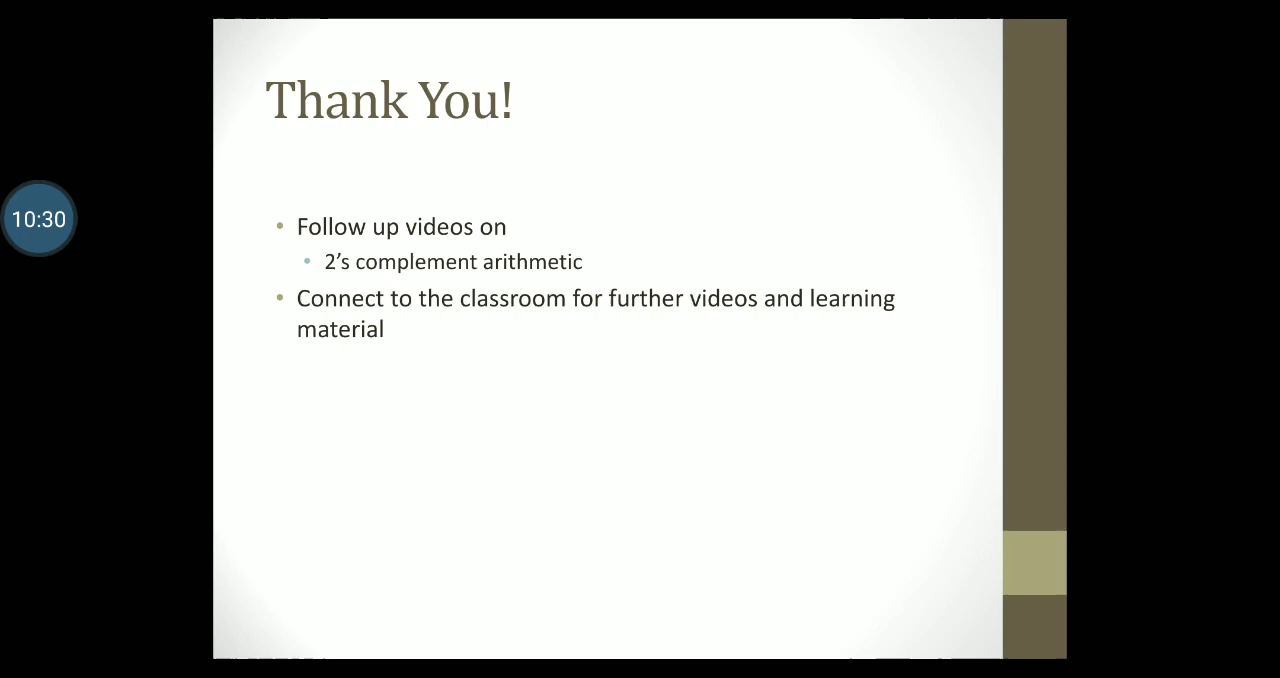 Thank You!
10:30
• Follow up videos on
• 2’s complement arithmetic
• Connect to the classroom for further videos and learning
material